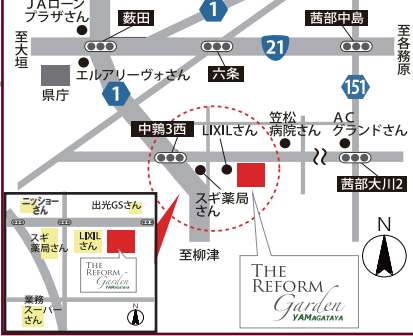 JAローン
プラザさん
薮田
1
茜部中島
至大垣
21
至各務原
エルアリーヴォさん
六条
県庁
1
151
中鶉3西
LIXILさん
笠松
病院さん
AC
グランドさん
スギ薬局
さん
茜部大川2
至柳津
N
THE
REFORM
Garden
YAMAGATAYA
ニッショー
さん
出光GSさん
スギ
薬局さん
LIXIL
さん
THE
REFORM
Garden
YAMAGATAYA
業務
スーパー
さん
N